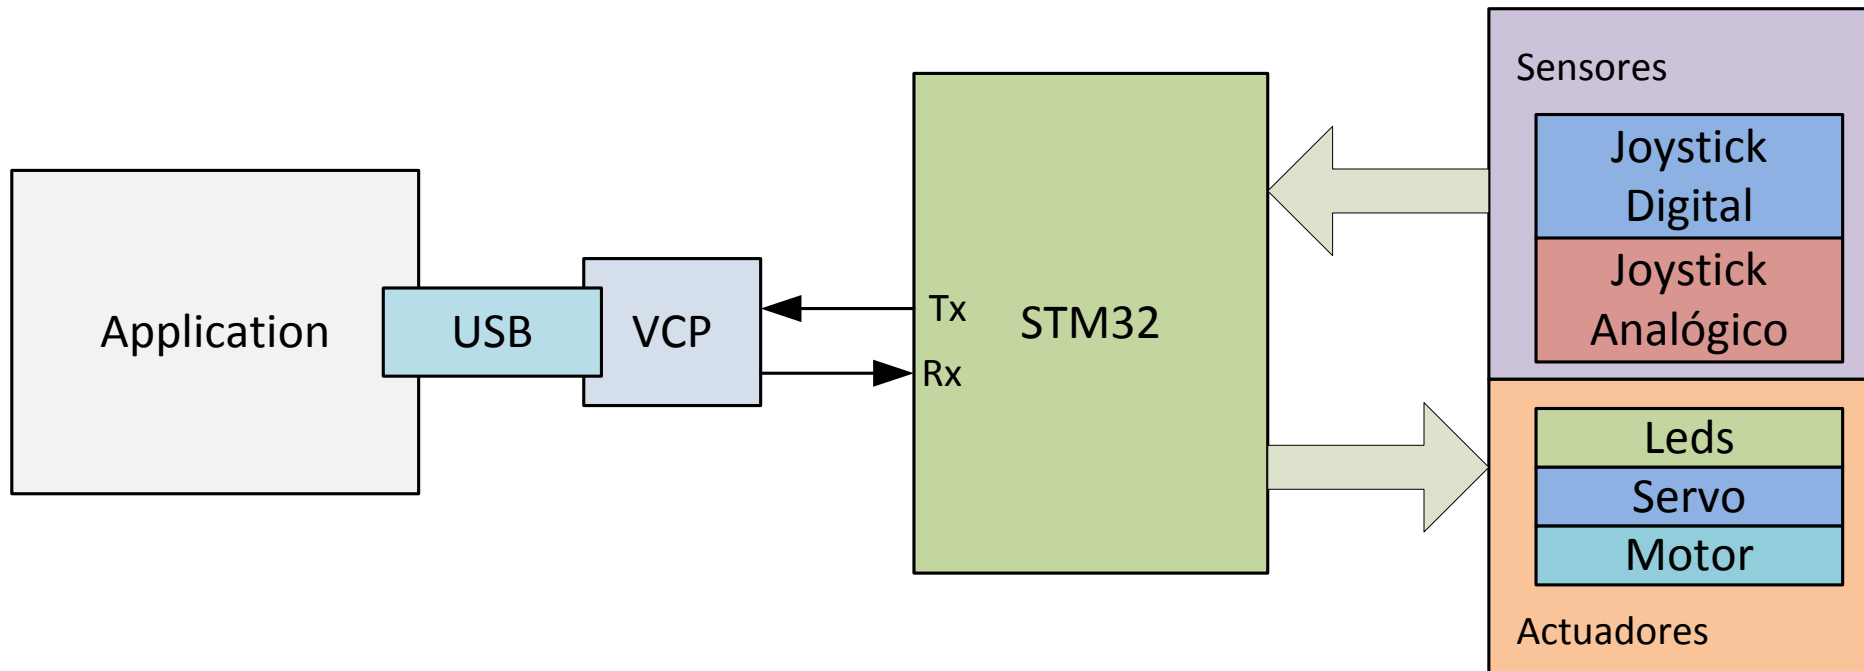 Application
USB
VCP
Tx
Rx
STM32
Sensores
Joystick
Digital
Joystick
Analógico
Leds
Servo
Motor
Actuadores